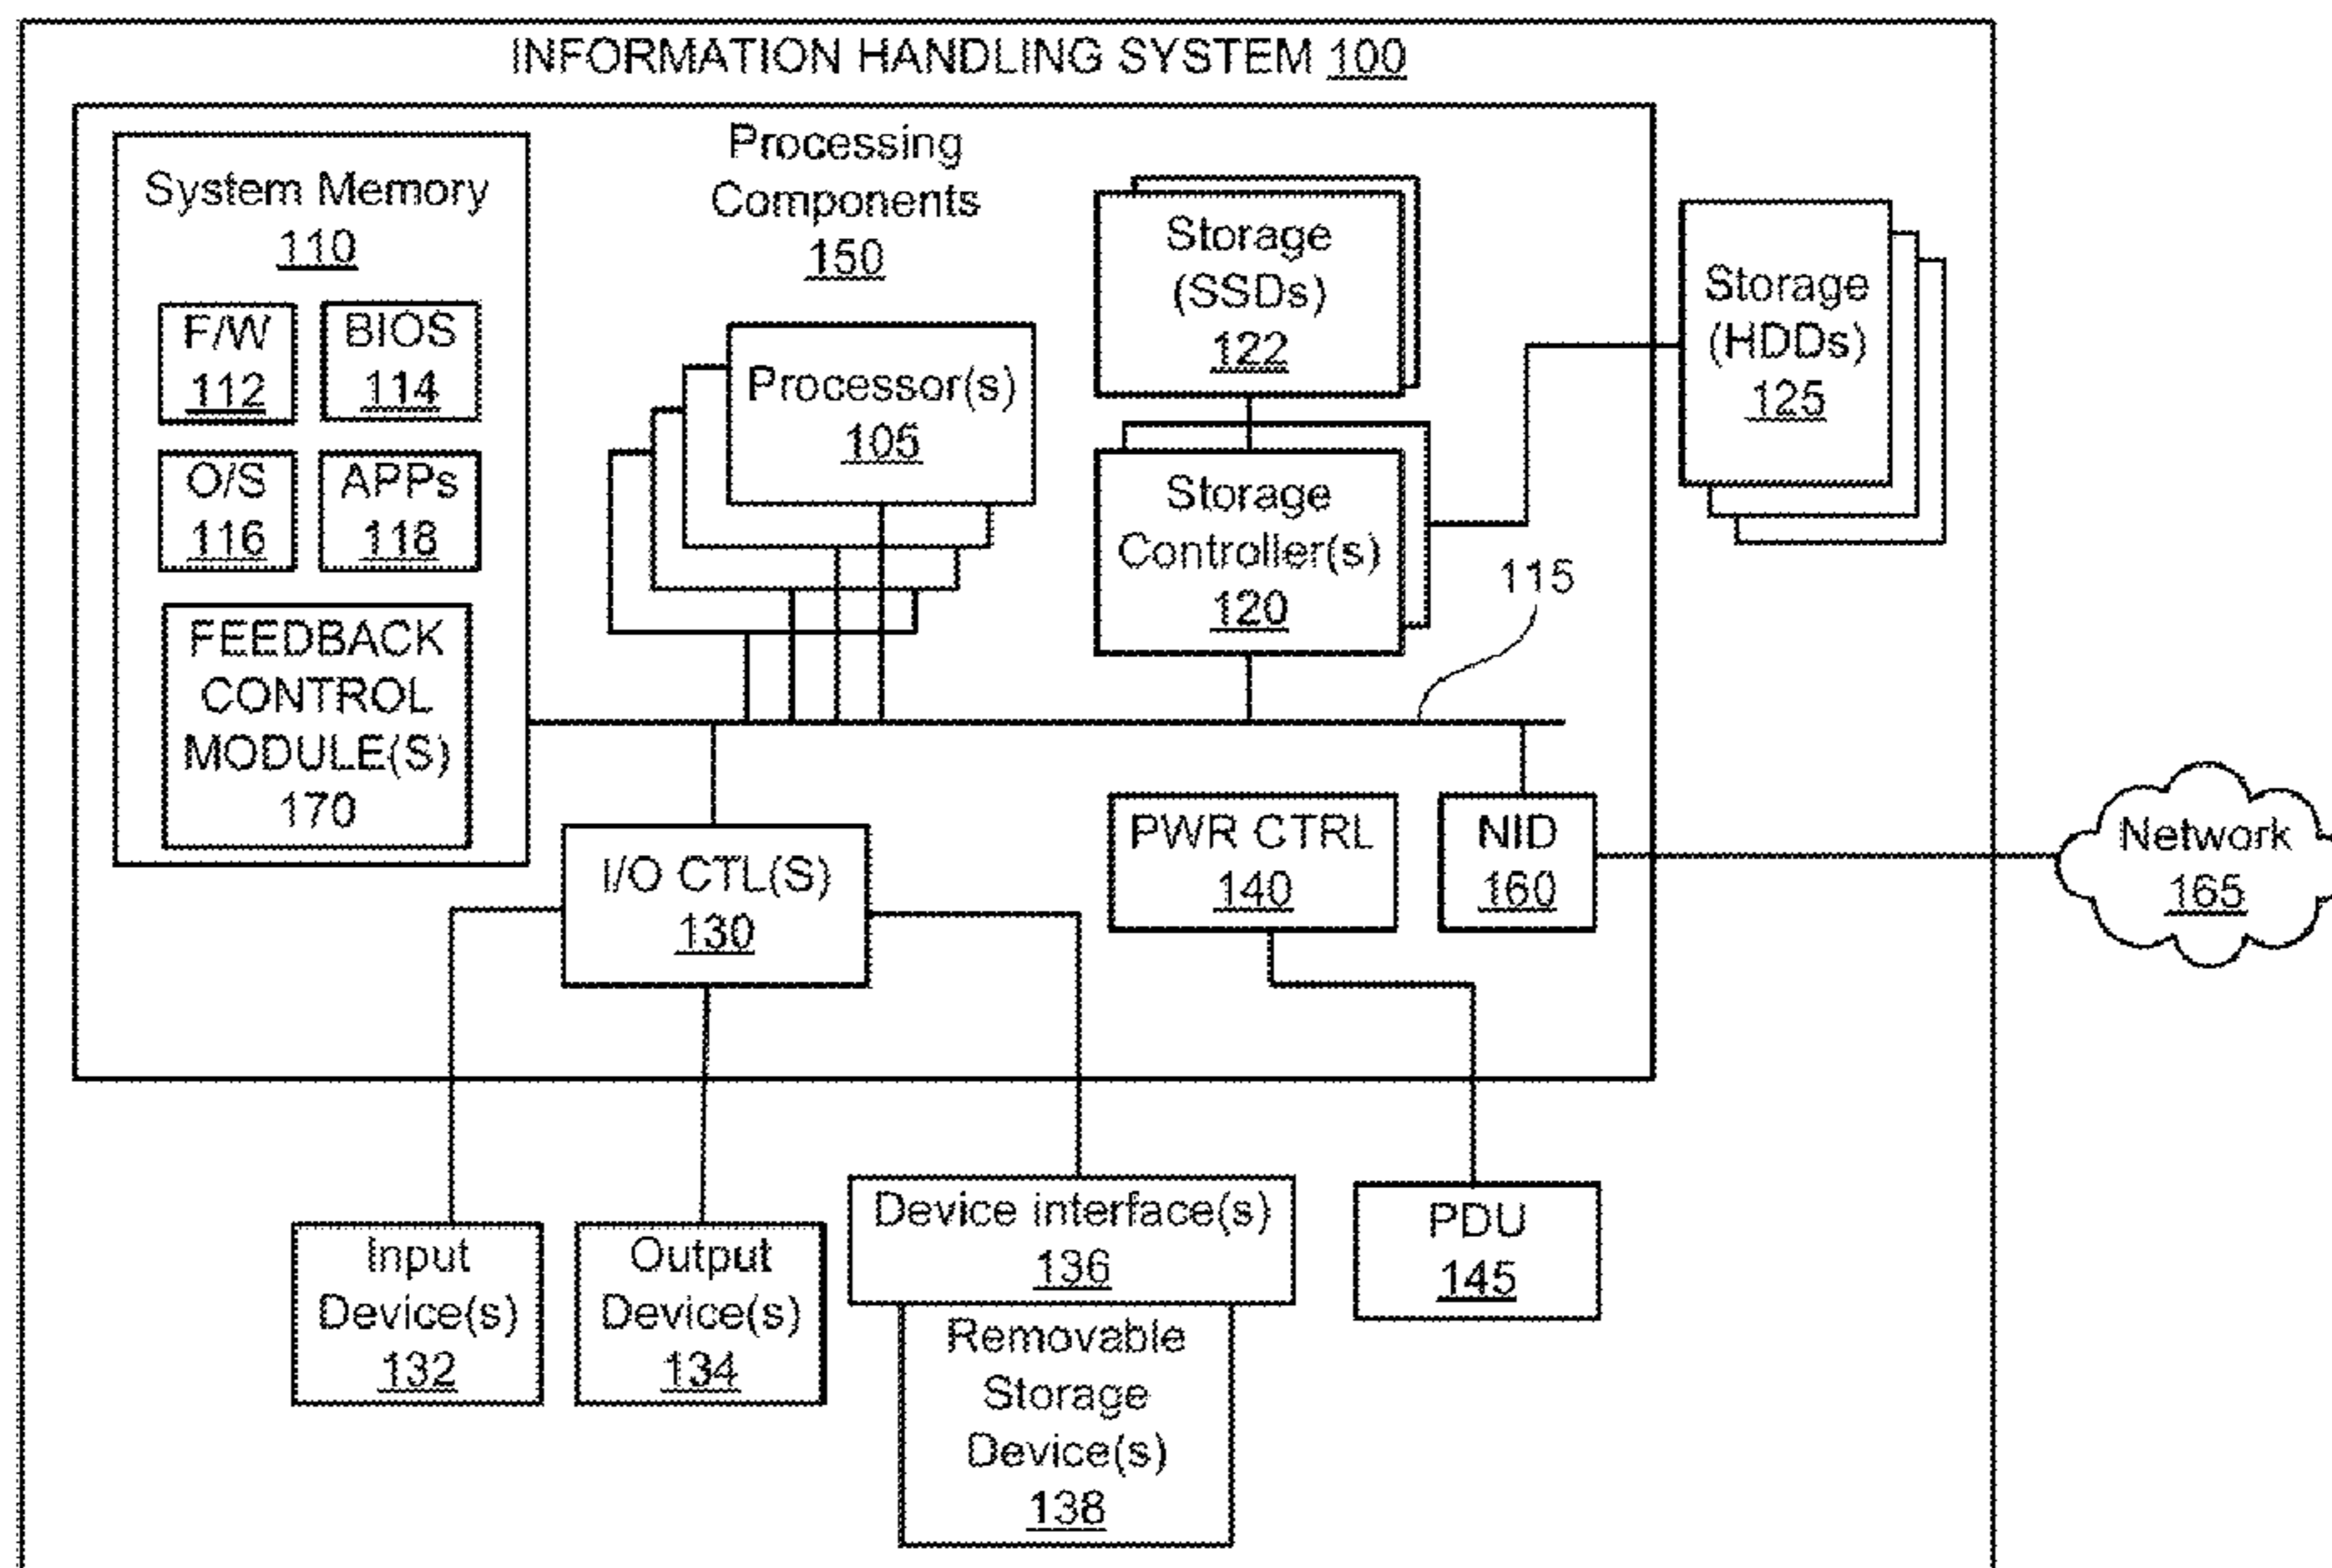 INFORMATION HANDLING SYSTEM 100
System Memory
110
F/W
112
BIOS
114
O/S
116
APPs
118
FEEDBACK
CONTROL
MODULE(S)
170
Processing
Components
150
Processor(s)
105
Storage
(SSDs)
122
Storage
Controller(s)
120
Storage
(HDDs)
125
115
I/O CTL(S)
130
PWR CTRL
140
NID
160
Network
165
Input
Device(s)
132
Output
Device(s)
134
Device interface(s)
136
Removable
Storage
Device(s)
138
PDU
145